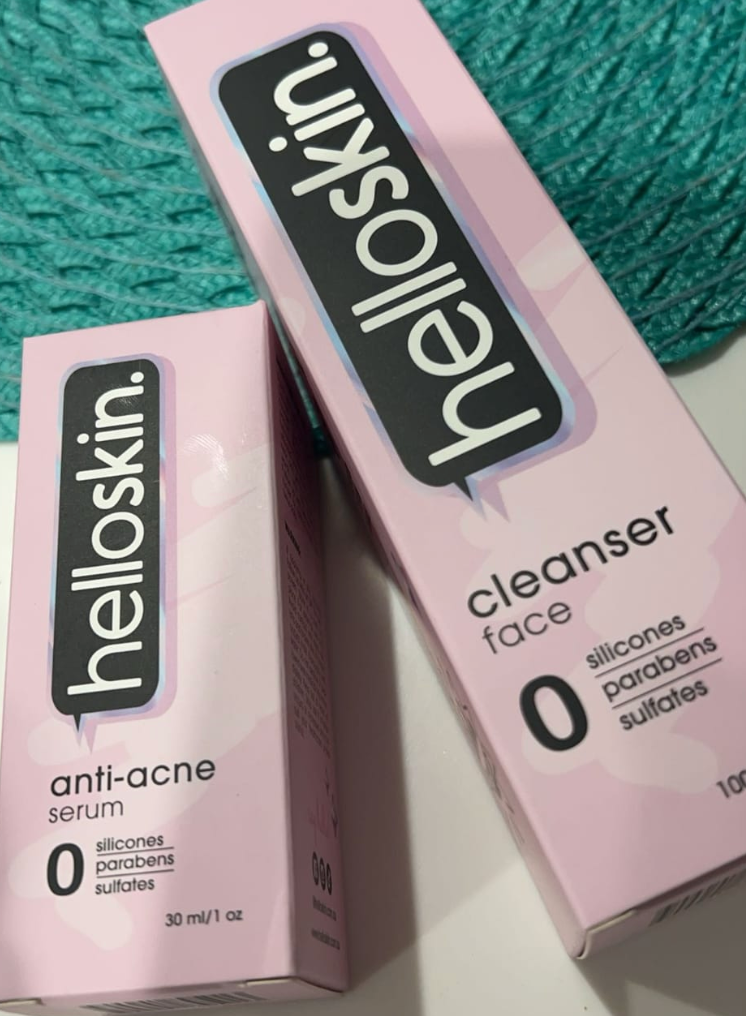 helloskin.
anti-acne
serum
0
silicones
parabens
sulfates
30 ml/1 oz
helloskin.
cleanser
face
0
silicones
parabens
sulfates
100